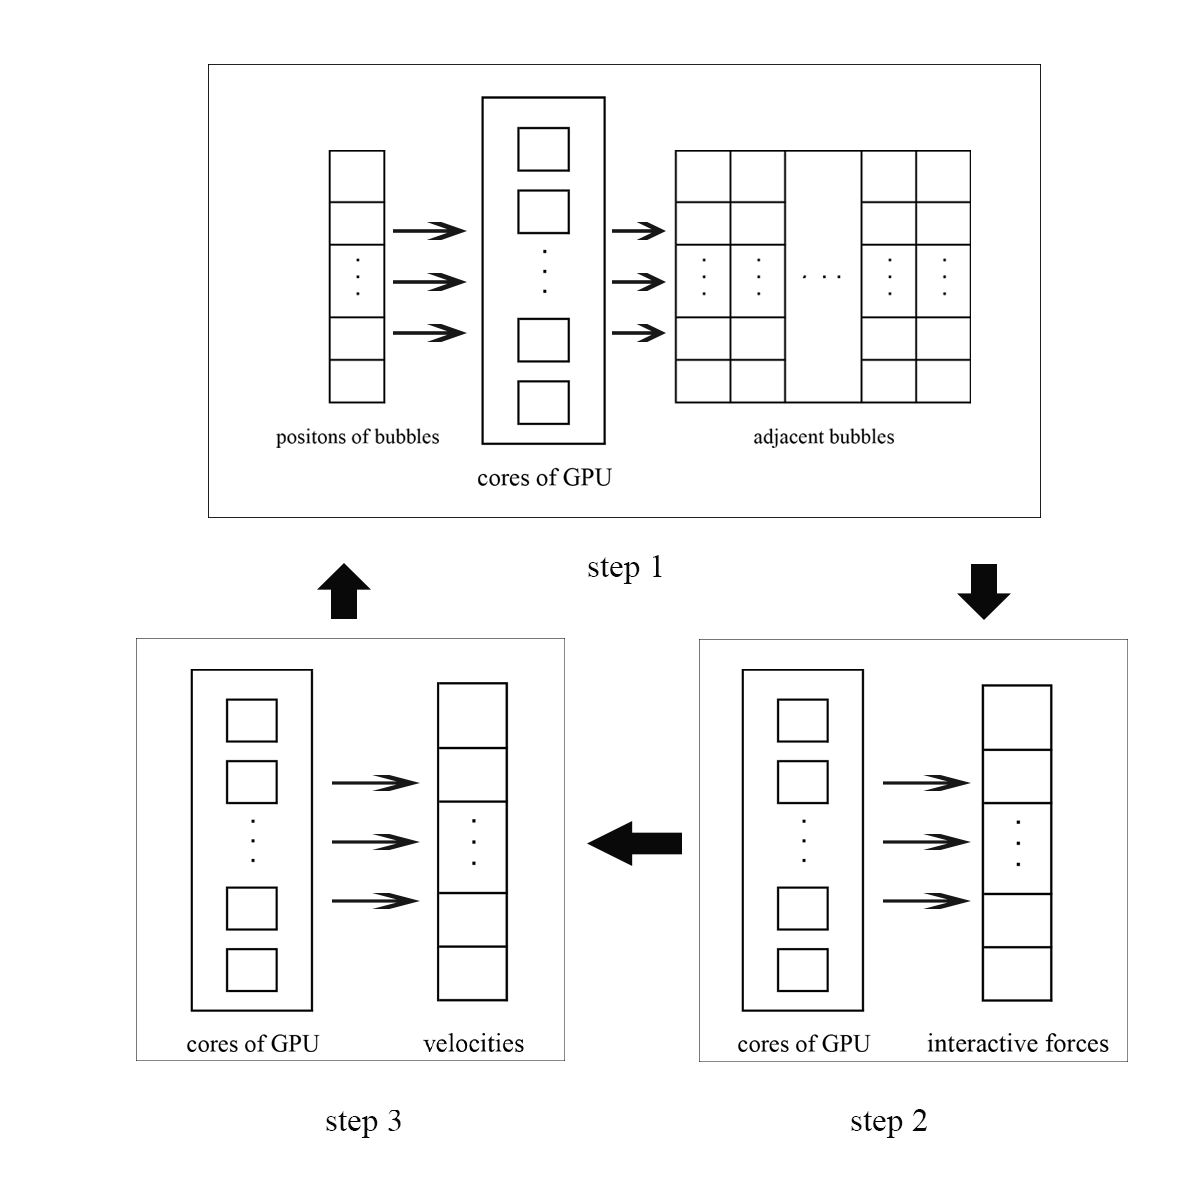 positons of bubbles
adjacent bubbles
cores of GPU
step 1
cores of GPU
velocities
cores of GPU
interactive forces
step 3
step 2